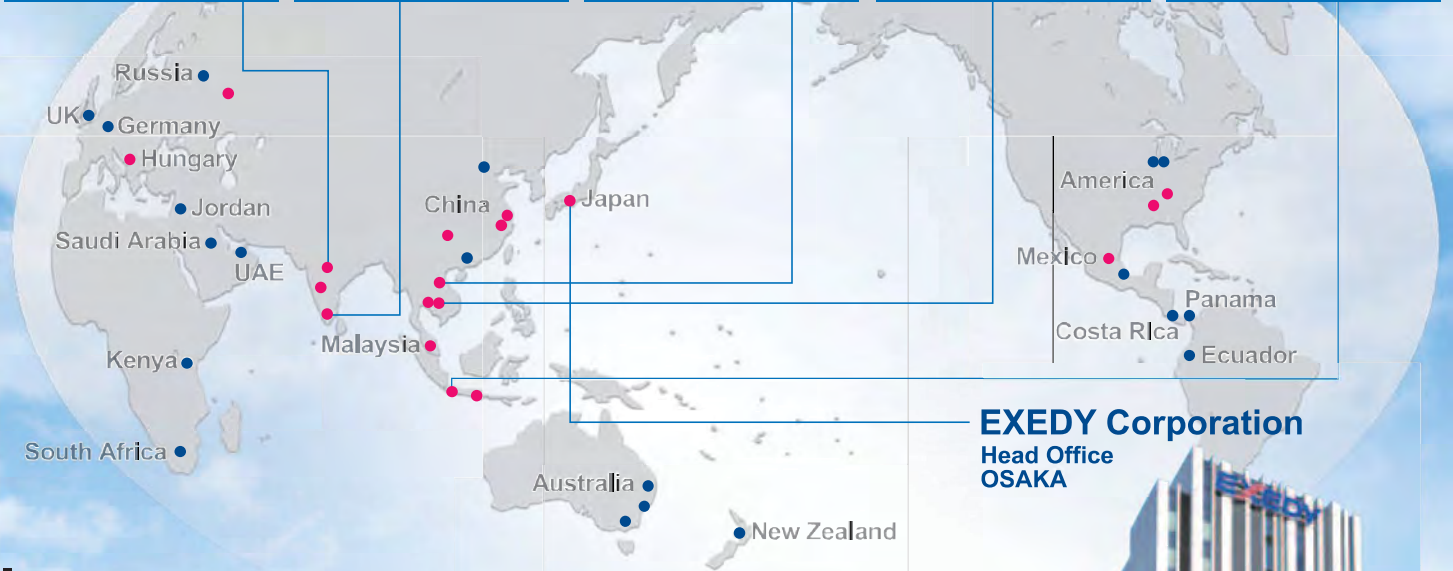 Russia
UK
Germany
Hungary
Jordan
Saudi Arabia
UAE
China
Japan
Malaysia
Kenya
South Africa
Australia
New Zealand
America
Mexico
Panama
Costa Rica
Ecuador
EXEDY Corporation
Head Office
OSAKA
EXEDY